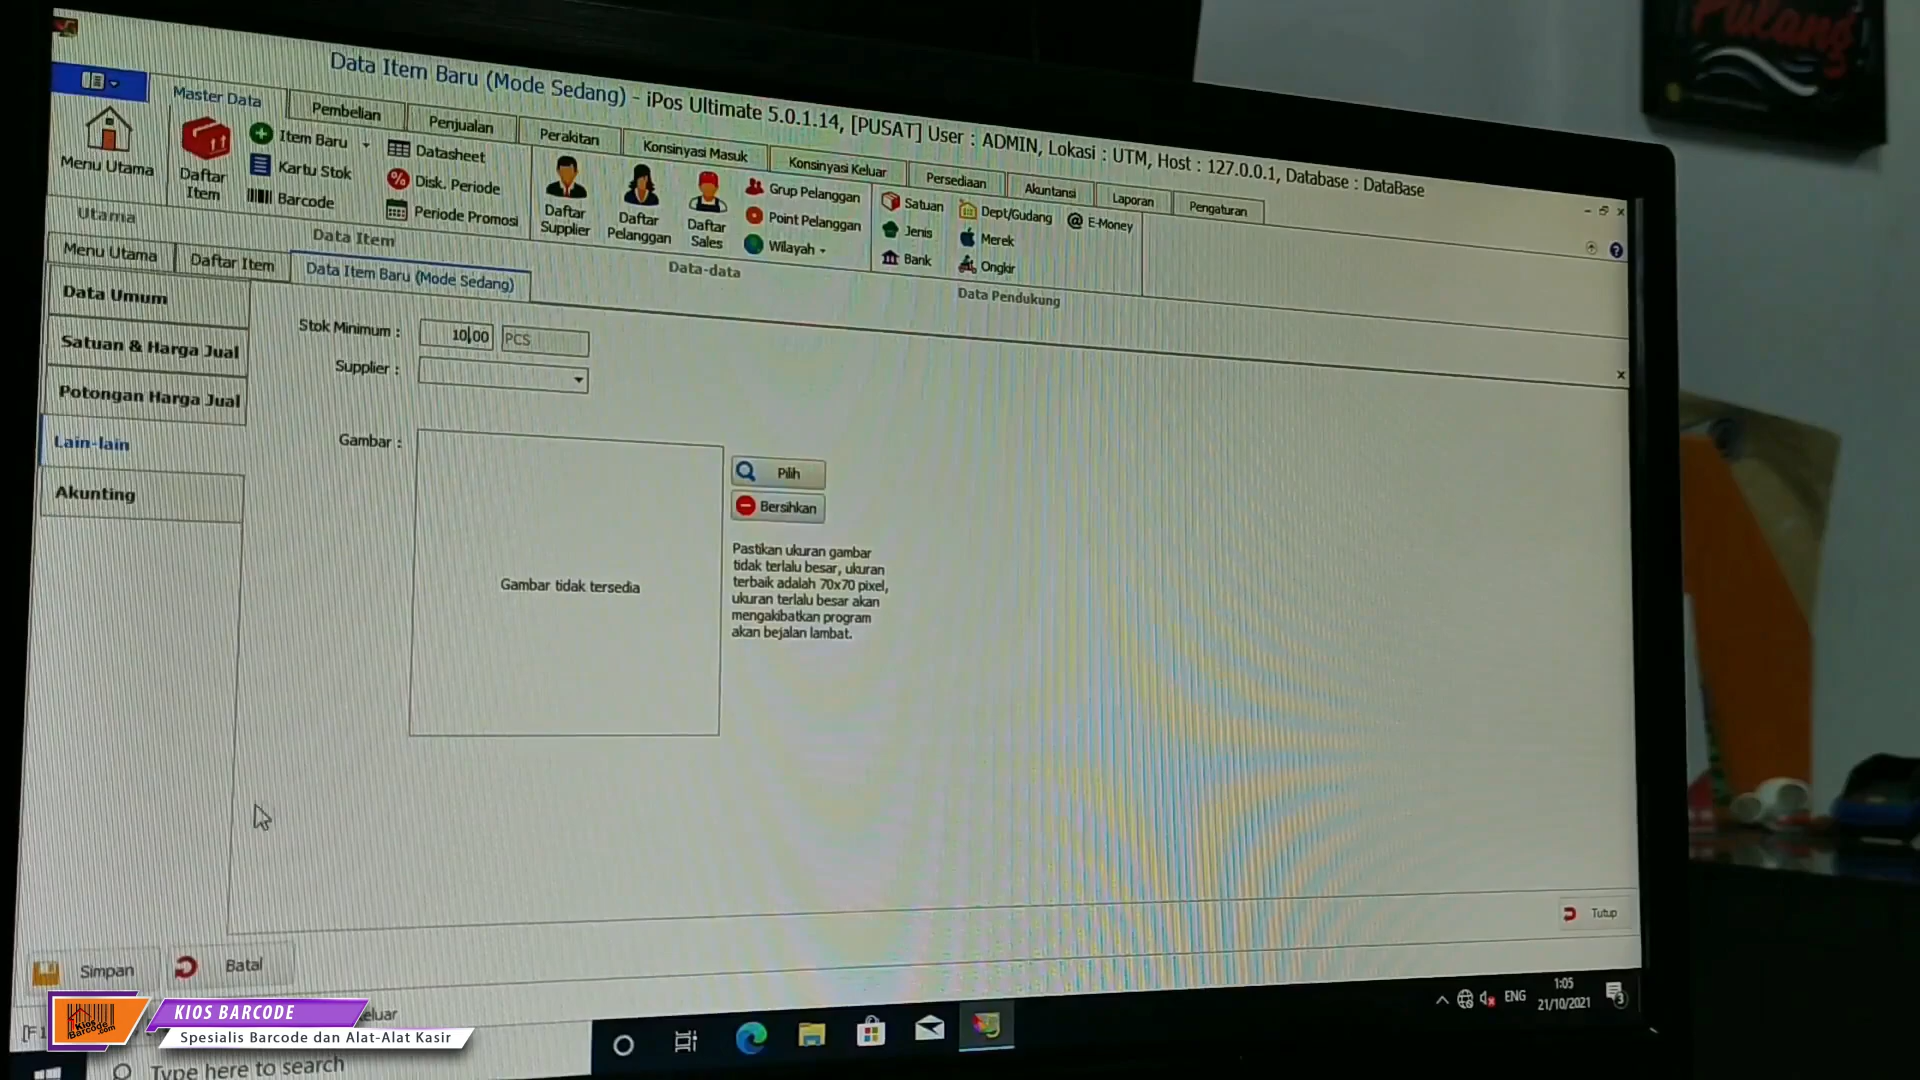 Pulang
Data Item Baru (Mode Sedang) - iPos Ultimate 5.0.1.14, [PUSAT] User : ADMIN, Lokasi : UTM, Host : 127.0.0.1, Database : DataBase
Master Data
Pembelian
Penjualan
Perakitan
Konsinyasi Masuk
Konsinyasi Keluar
Persediaan
Akuntansi
Laporan
Pengaturan
Menu Utama
Daftar
Item
Item Baru
Kartu Stok
Barcode
Datasheet
Disk. Periode
Periode Promosi
Daftar
Supplier
Daftar
Pelanggan
Daftar
Sales
Grup Pelanggan
Point Pelanggan
Wilayah
Satuan
Jenis
Bank
Dept/Gudang
Merek
Ongkir
E-Money
Utama
Data Item
Data-data
Data Pendukung
Menu Utama
Daftar Item
Data Item Baru (Mode Sedang)
Data Umum
Satuan & Harga Jual
Potongan Harga Jual
Lain-lain
Akunting
Stok Minimum :
10,00
PCS
Supplier :
Gambar :
Gambar tidak tersedia
Pilih
Bersihkan
Pastikan ukuran gambar
tidak terlalu besar, ukuran
terbaik adalah 70x70 pixel,
ukuran terlalu besar akan
mengakibatkan program
akan bejalan lambat.
Tutup
Simpan
Batal
KIOS BARCODE
Spesialis Barcode dan Alat-Alat Kasir
Kios
Barcode
.com
Type here to search
ENG
1:05
21/10/2021
3